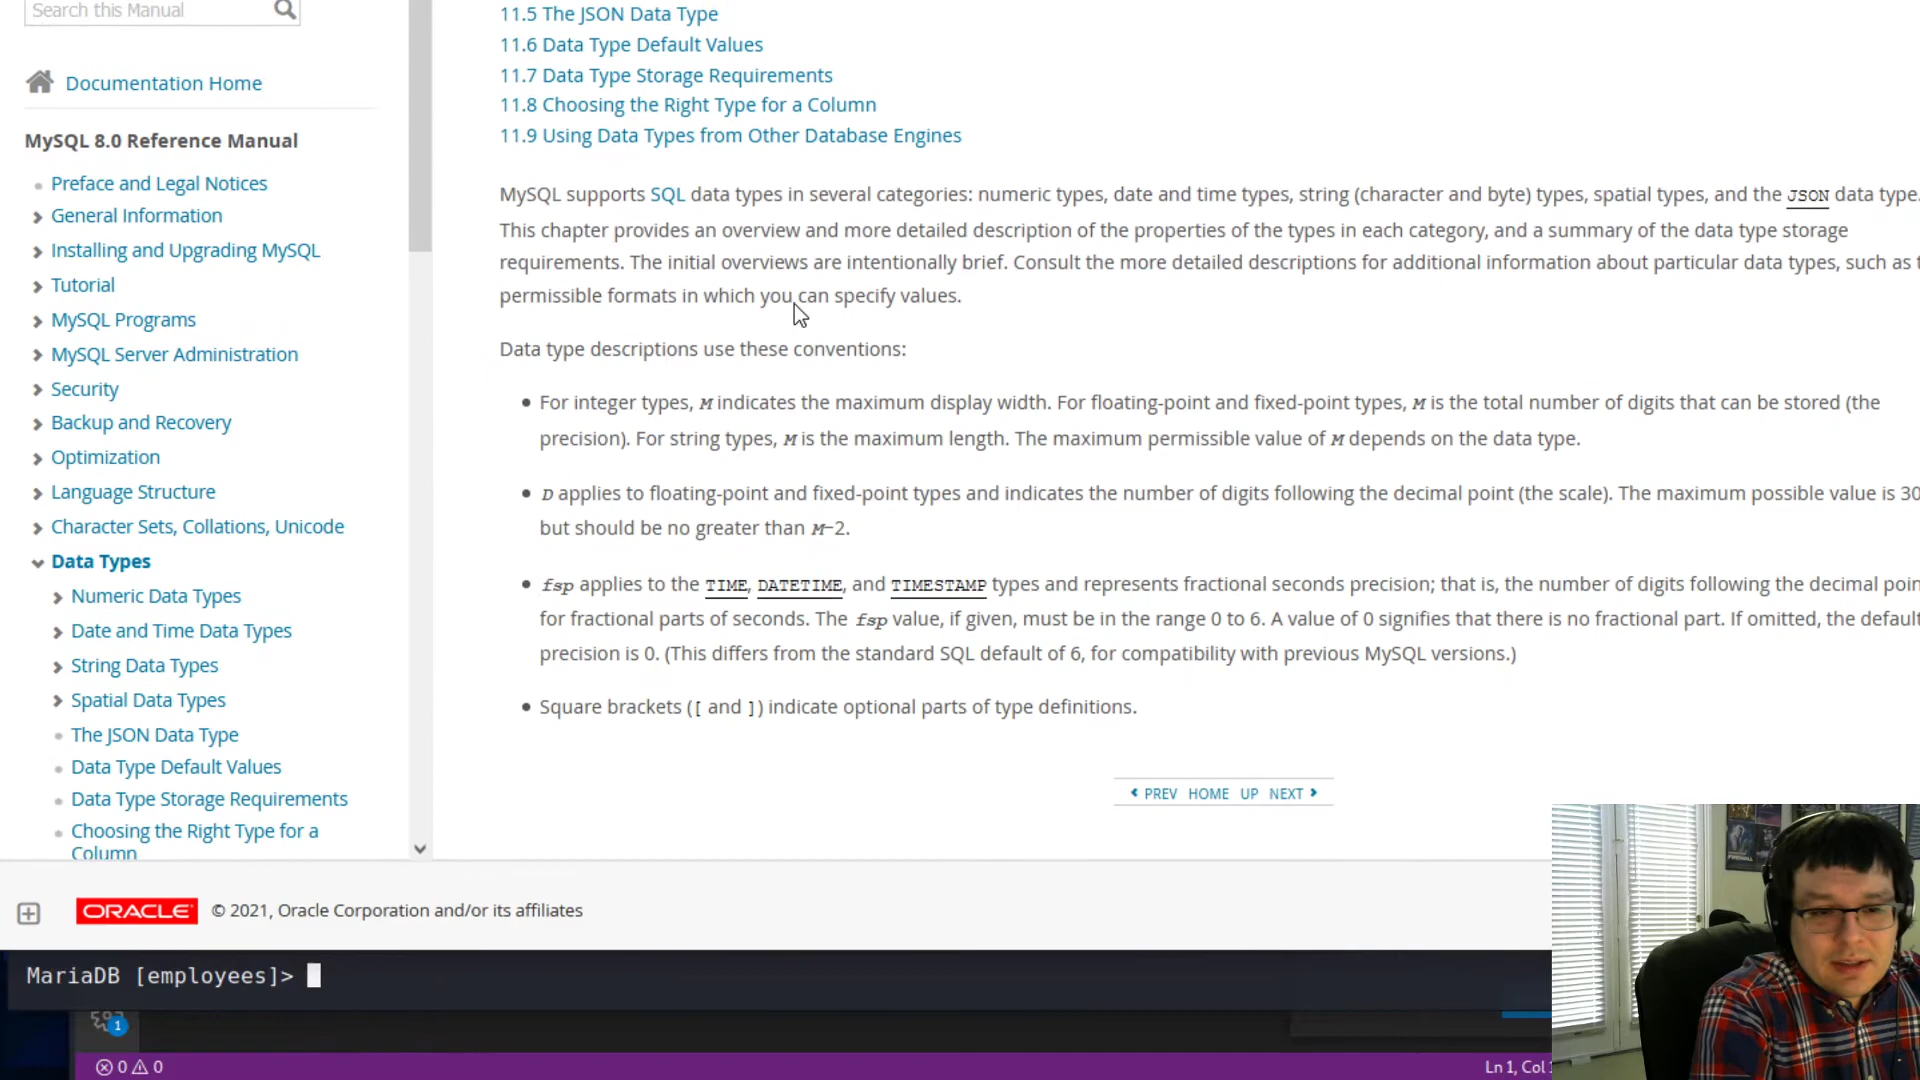 Search this Manual
Documentation Home
MySQL 8.0 Reference Manual
Preface and Legal Notices
General Information
Installing and Upgrading MySQL
Tutorial
MySQL Programs
MySQL Server Administration
Security
Backup and Recovery
Optimization
Language Structure
Character Sets, Collations, Unicode
Data Types
Numeric Data Types
Date and Time Data Types
String Data Types
Spatial Data Types
The JSON Data Type
Data Type Default Values
Data Type Storage Requirements
Choosing the Right Type for a
Column
11.5 The JSON Data Type
11.6 Data Type Default Values
11.7 Data Type Storage Requirements
11.8 Choosing the Right Type for a Column
11.9 Using Data Types from Other Database Engines
MySQL supports SQL data types in several categories: numeric types, date and time types, string (character and byte) types, spatial types, and the JSON data type.
This chapter provides an overview and more detailed description of the properties of the types in each category, and a summary of the data type storage
requirements. The initial overviews are intentionally brief. Consult the more detailed descriptions for additional information about particular data types, such as
permissible formats in which you can specify values.
Data type descriptions use these conventions:
• For integer types, M indicates the maximum display width. For floating-point and fixed-point types, M is the total number of digits that can be stored (the
precision). For string types, M is the maximum length. The maximum permissible value of M depends on the data type.
• D applies to floating-point and fixed-point types and indicates the number of digits following the decimal point (the scale). The maximum possible value is 30
but should be no greater than M−2.
• fsp applies to the TIME, DATETIME, and TIMESTAMP types and represents fractional seconds precision; that is, the number of digits following the decimal poin
for fractional parts of seconds. The fsp value, if given, must be in the range 0 to 6. A value of 0 signifies that there is no fractional part. If omitted, the default
precision is 0. (This differs from the standard SQL default of 6, for compatibility with previous MySQL versions.)
• Square brackets ([ and ]) indicate optional parts of type definitions.
PREV HOME UP NEXT
ORACLE © 2021, Oracle Corporation and/or its affiliates
MariaDB [employees]>
1
0 0
Ln 1, Col